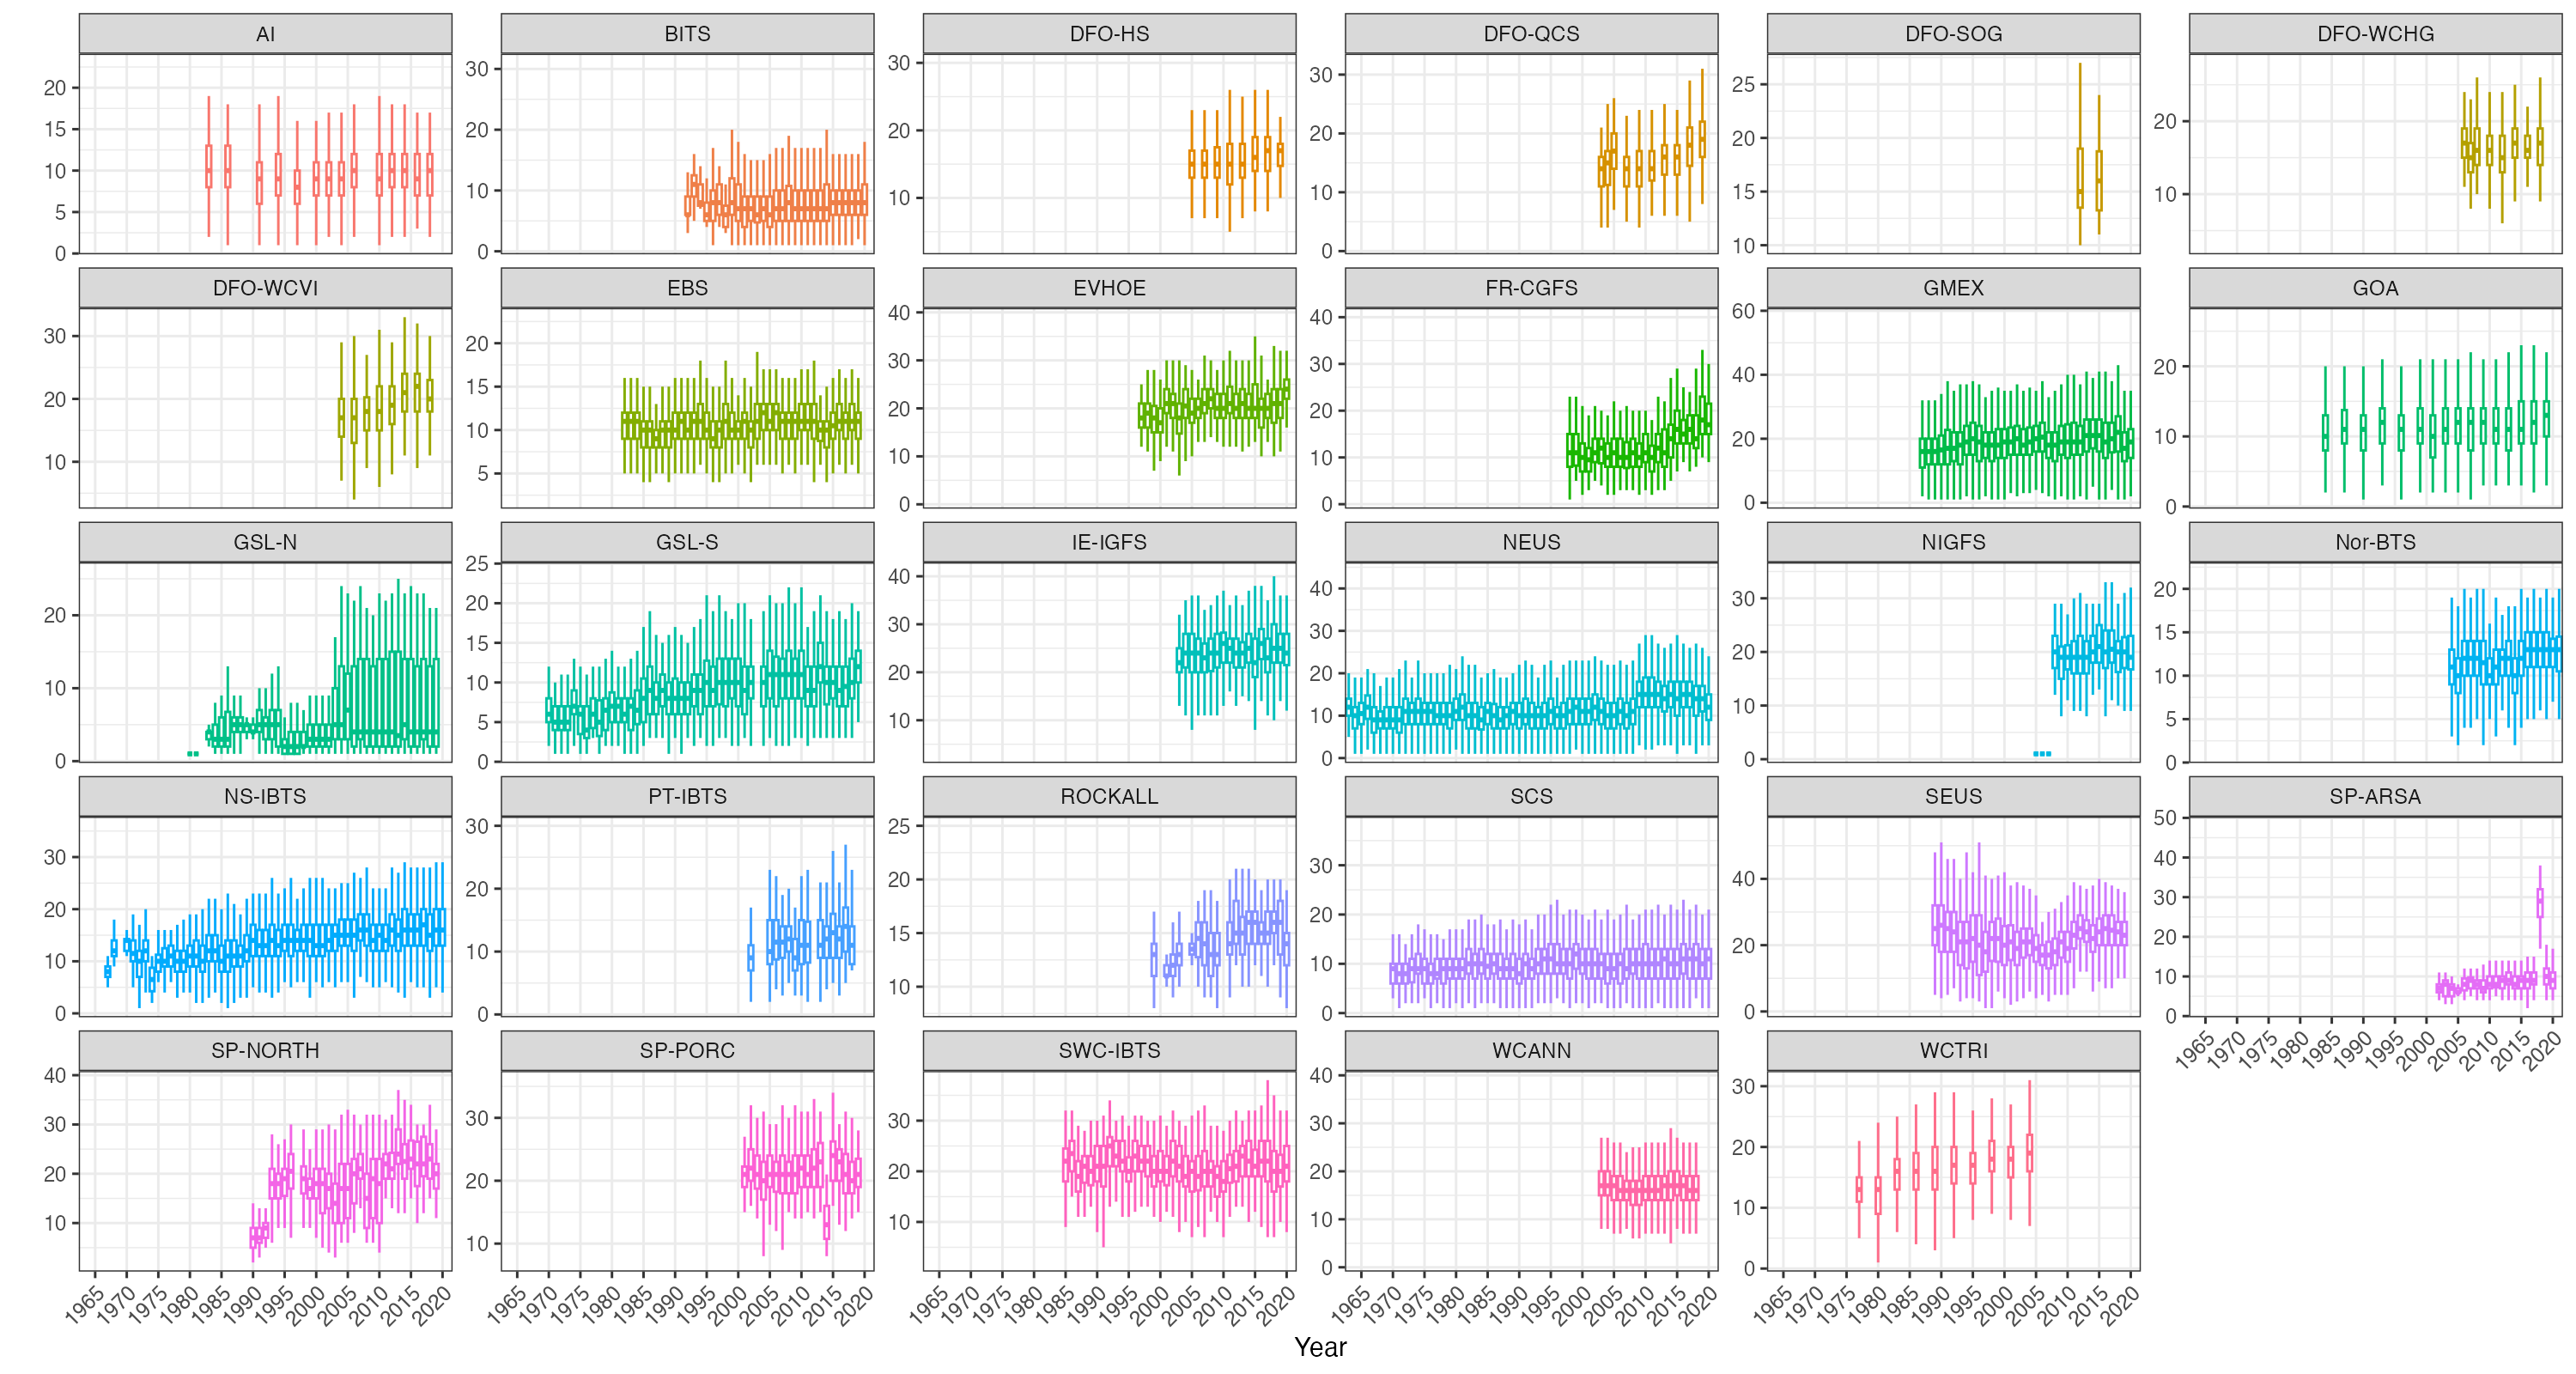 AI BITS DFO-HS DFO-QCS DFO-SOG DFO-WCHG
20 15 10 5 0
30 20 10 0
30 20 10
30 20 10 0
25 20 15 10
20 10
DFO-WCVI EBS EVHOE FR-CGFS GMEX GOA
30 20 10
20 15 10 5
40 30 20 10 0
40 30 20 10 0
60 40 20 0
20 10 0
GSL-N GSL-S IE-IGFS NEUS NIGFS Nor-BTS
20 10 0
25 20 15 10 5 0
40 30 20 10
40 30 20 10 0
30 20 10 0
20 15 10 5 0
NS-IBTS PT-IBTS ROCKALL SCS SEUS SP-ARSA
30 20 10 0
30 20 10 0
25 20 15 10
30 20 10 0
40 20 0
50 40 30 20 10 0
1965 1970 1975 1980 1985 1990 1995 2000 2005 2010 2015 2020
SP-NORTH SP-PORC SWC-IBTS WCANN WCTRI
40 30 20 10
30 20 10
30 20 10
40 30 20 10 0
30 20 10 0
1965 1970 1975 1980 1985 1990 1995 2000 2005 2010 2015 2020
1965 1970 1975 1980 1985 1990 1995 2000 2005 2010 2015 2020
1965 1970 1975 1980 1985 1990 1995 2000 2005 2010 2015 2020
1965 1970 1975 1980 1985 1990 1995 2000 2005 2010 2015 2020
1965 1970 1975 1980 1985 1990 1995 2000 2005 2010 2015 2020
Year